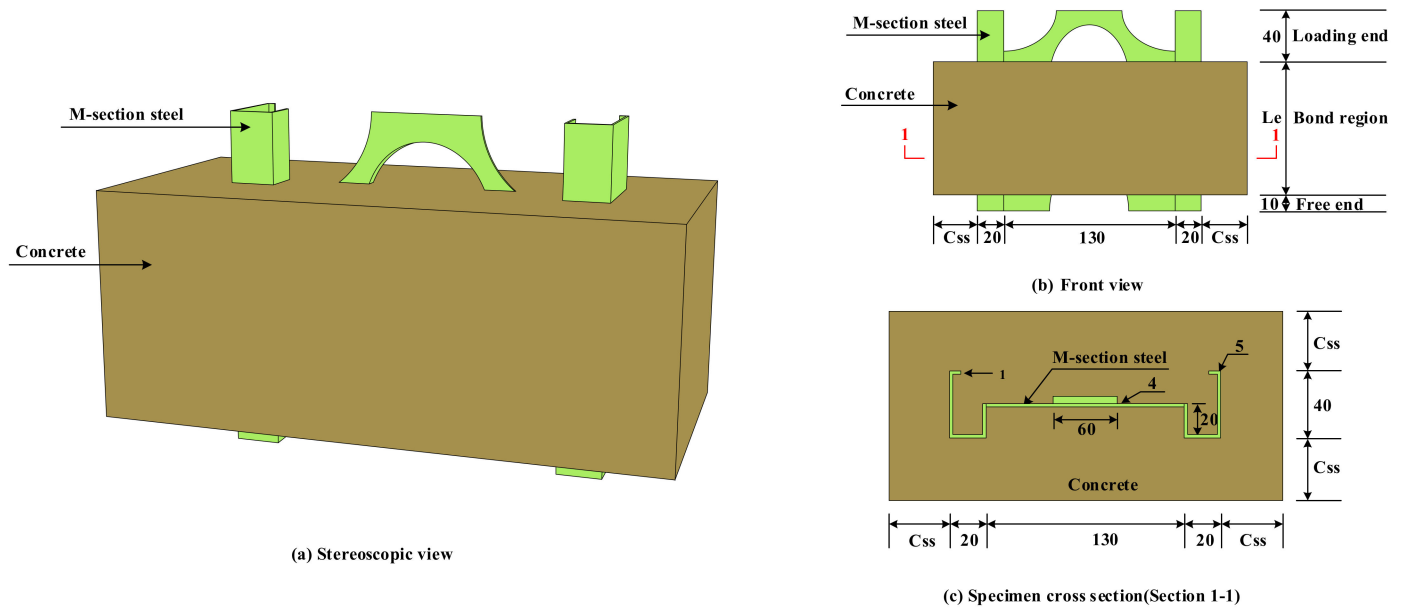 M-section steel
Concrete
(a) Stereoscopic view
M-section steel
40 Loading end
Concrete
Le Bond region
1 1
10 Free end
Css 20 130 20 Css
(b) Front view
Css
M-section steel
5
1
4
40
20
60
Css
Concrete
Css 20 130 20 Css
(c) Specimen cross section(Section 1-1)